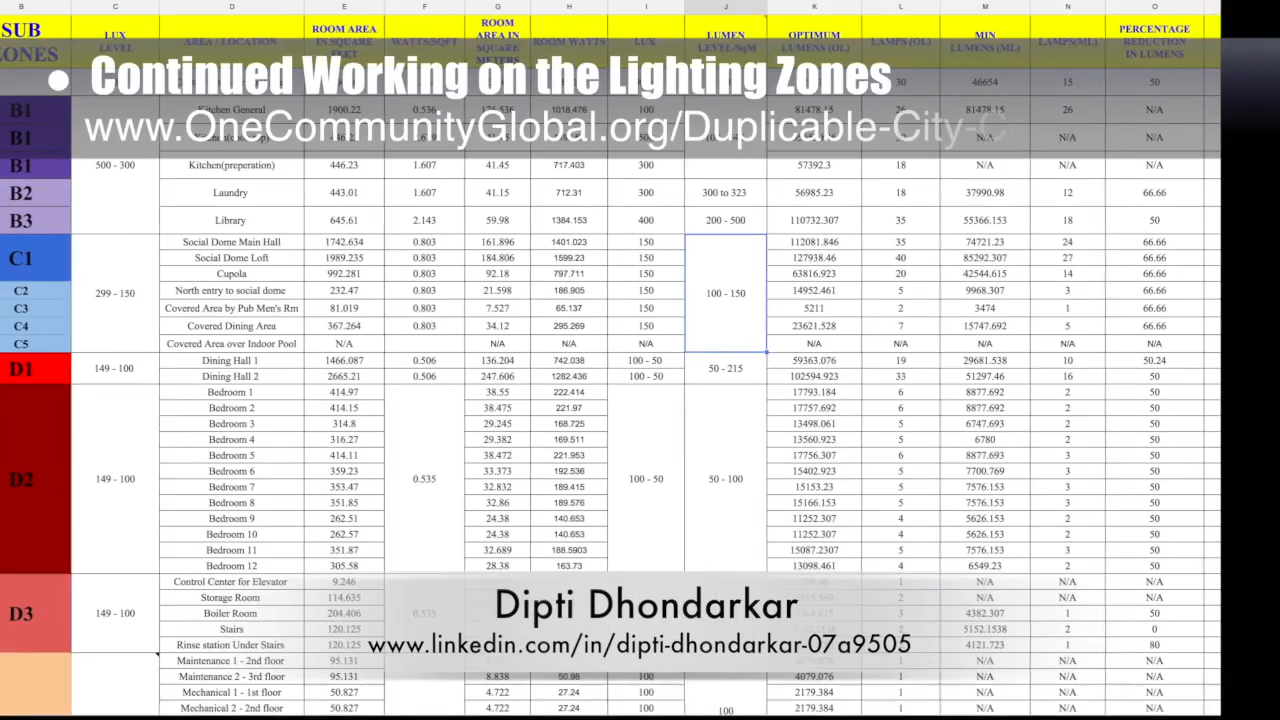 B C D E F G H I J K L M N O
SUB ZONES LUX LEVEL AREA / LOCATION ROOM AREA IN SQUARE FEET WATTS/SQFT ROOM AREA IN SQUARE METERS ROOM WATTS LUX LUMEN LEVEL/SqM OPTIMUM LUMENS (OL) LAMPS (OL) MIN LUMENS (ML) LAMPS(ML) PERCENTAGE REDUCTION IN LUMENS
30 46654 15 50
• Continued Working on the Lighting Zones
B1 Kitchen General 1900.22 0.536 176.536 1018.476 100 81478.15 26 81478.15 26 N/A
www.OneCommunityGlobal.org/Duplicable-City-C
B1 N/A N/A N/A
B1 500 - 300 Kitchen(preperation) 446.23 1.607 41.45 717.403 300 57392.3 18 N/A N/A N/A
B2 Laundry 443.01 1.607 41.15 712.31 300 300 to 323 56985.23 18 37990.98 12 66.66
B3 Library 645.61 2.143 59.98 1384.153 400 200 - 500 110732.307 35 55366.153 18 50
C1 Social Dome Main Hall 1742.634 0.803 161.896 1401.023 150 112081.846 35 74721.23 24 66.66
Social Dome Loft 1989.235 0.803 184.806 1599.23 150 127938.46 40 85292.307 27 66.66
Cupola 992.281 0.803 92.18 797.711 150 63816.923 20 42544.615 14 66.66
C2 299 - 150 North entry to social dome 232.47 0.803 21.598 186.905 150 100 - 150 14952.461 5 9968.307 3 66.66
C3 Covered Area by Pub Men's Rm 81.019 0.803 7.527 65.137 150 5211 2 3474 1 66.66
C4 Covered Dining Area 367.264 0.803 34.12 295.269 150 23621.528 7 15747.692 5 66.66
C5 Covered Area over Indoor Pool N/A N/A N/A N/A N/A N/A N/A N/A N/A
D1 149 - 100 Dining Hall 1 1466.087 0.506 136.204 742.038 100 - 50 50 - 215 59363.076 19 29681.538 10 50.24
Dining Hall 2 2665.21 0.506 247.606 1282.436 100 - 50 102594.923 33 51297.46 16 50
Bedroom 1 414.97 38.55 222.414 17793.184 6 8877.692 2 50
Bedroom 2 414.15 38.475 221.97 17757.692 6 8877.692 2 50
Bedroom 3 314.8 29.245 168.725 13498.061 5 6747.693 2 50
Bedroom 4 316.27 29.382 169.511 13560.923 5 6780 2 50
Bedroom 5 414.11 38.472 221.953 17756.307 6 8877.693 3 50
Bedroom 6 359.23 33.373 192.536 15402.923 5 7700.769 3 50
D2 149 - 100 Bedroom 7 353.47 0.535 32.832 189.415 100 - 50 50 - 100 15153.23 5 7576.153 3 50
Bedroom 8 351.85 32.86 189.576 15166.153 5 7576.153 3 50
Bedroom 9 262.51 24.38 140.653 11252.307 4 5626.153 2 50
Bedroom 10 262.57 24.38 140.653 11252.307 4 5626.153 2 50
Bedroom 11 351.87 32.689 188.5903 15087.2307 5 7576.153 3 50
Bedroom 12 305.58 28.38 163.73 13098.461 4 6549.23 2 50
Control Center for Elevator 9.246 1 N/A N/A N/A
Storage Room 114.635 2 N/A N/A N/A
Dipti Dhondarkar
D3 149 - 100 Boiler Room 204.406 0.535 3 4382.307 1 50
Stairs 120.125 2 5152.1538 2 0
Rinse station Under Stairs 120.125 1 4121.723 1 80
www.linkedin.com/in/dipti-dhondarkar-07a9505
Maintenance 1 - 2nd floor 95.131 4079.076 1 N/A N/A N/A
Maintenance 2 - 3rd floor 95.131 8.838 50.98 100 4079.076 1 N/A N/A N/A
Mechanical 1 - 1st floor 50.827 4.722 27.24 100 2179.384 1 N/A N/A N/A
Mechanical 2 - 2nd floor 50.827 4.722 27.24 100 100 2179.384 1 N/A N/A N/A